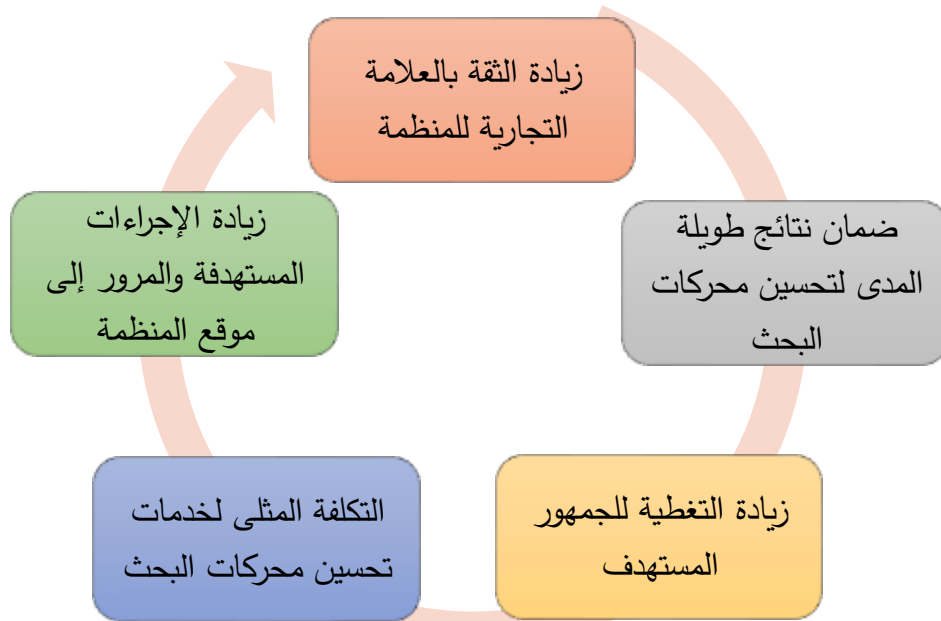 زيادة الثقة بالعلامة
التجارية للمنظمة
ضمان نتائج طويلة
المدى لتحسين محركات
البحث
زيادة التغطية للجمهور
المستهدف
التكلفة المثلى لخدمات
تحسين محركات البحث
زيادة الإجراءات
المستهدفة والمرور إلى
موقع المنظمة